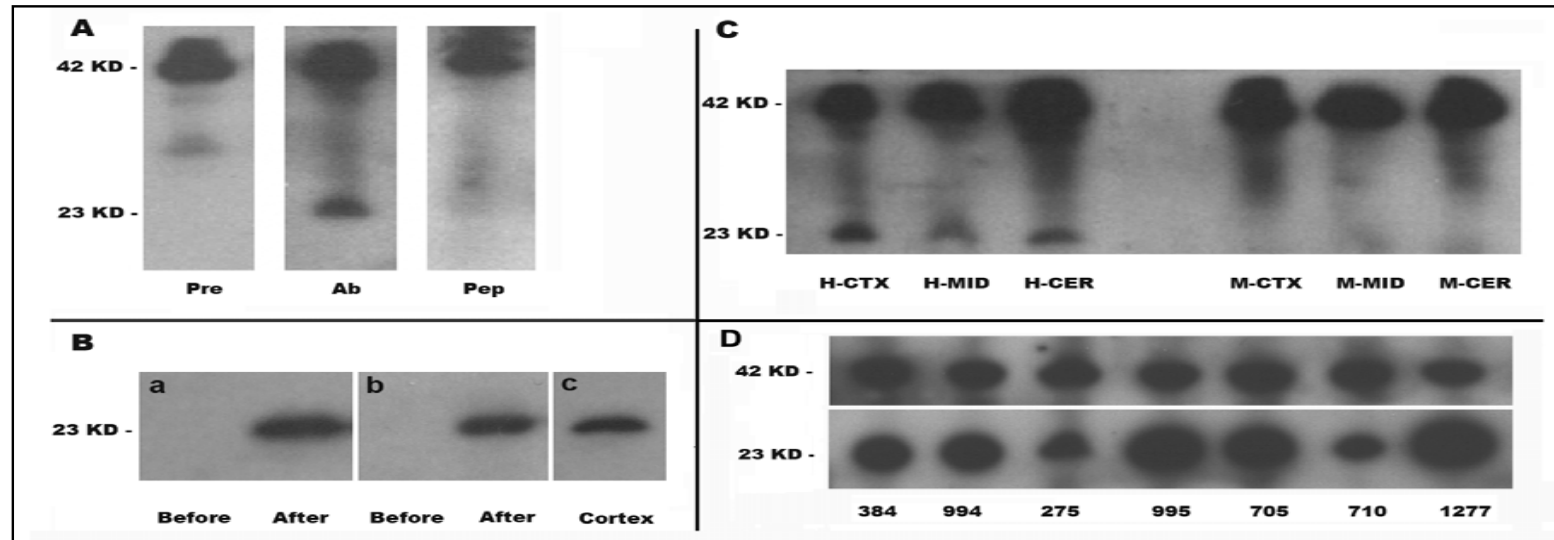 A
42 KD -
23 KD -
Pre Ab Pep
B
a b c
23 KD -
Before After Before After Cortex
C
42 KD -
23 KD -
H-CTX H-MID H-CER M-CTX M-MID M-CER
D
42 KD -
23 KD -
384 994 275 995 705 710 1277